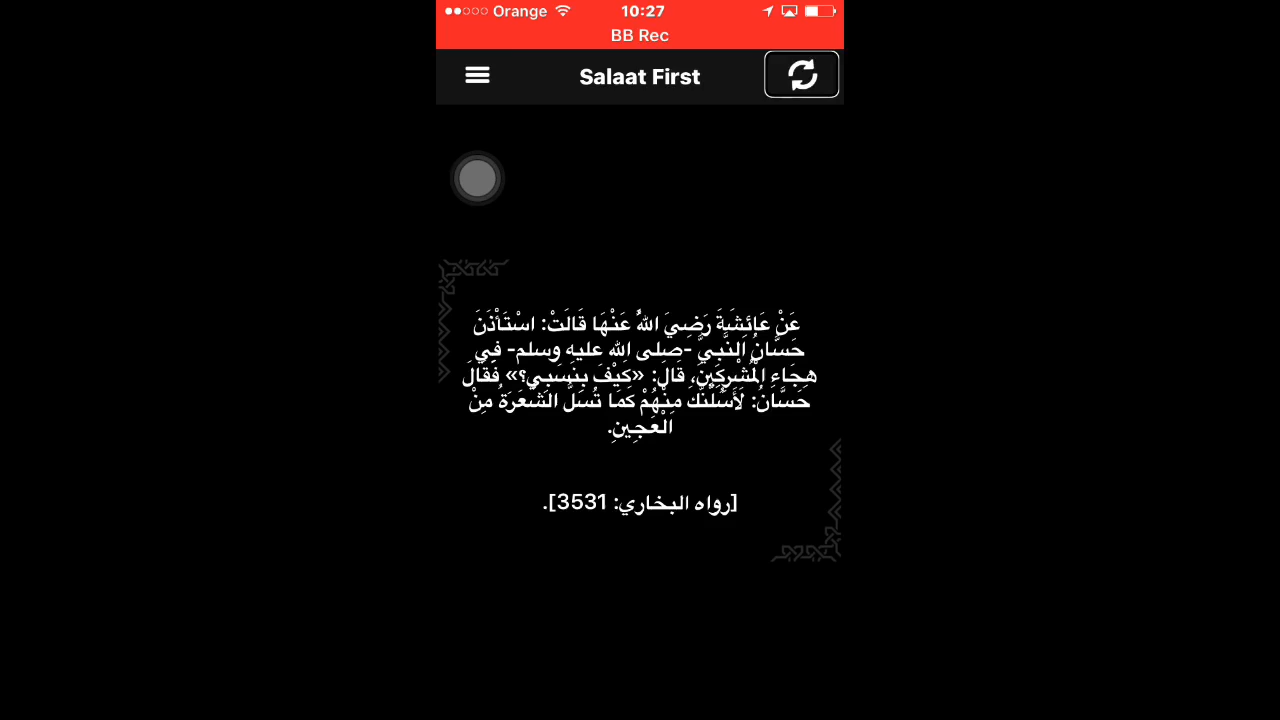 Orange 10:27
BB Rec
Salaat First
عَنْ عَائِشَةَ رَضِيَ اللهُ عَنْهَا قَالَتْ: اسْتَأْذَنَ
حَسَّانُ النَّبِيَّ -صلى الله عليه وسلم- فِي
هِجَاءِ الْمُشْرِكِينَ، قَالَ: «كَيْفَ بِنَسَبِي؟» فَقَالَ
حَسَّانُ: لَأَسُلَّنَّكَ مِنْهُمْ كَمَا تُسَلُّ الشَّعَرَةُ مِنْ
الْعَجِينِ.
[رواه البخاري: 3531].